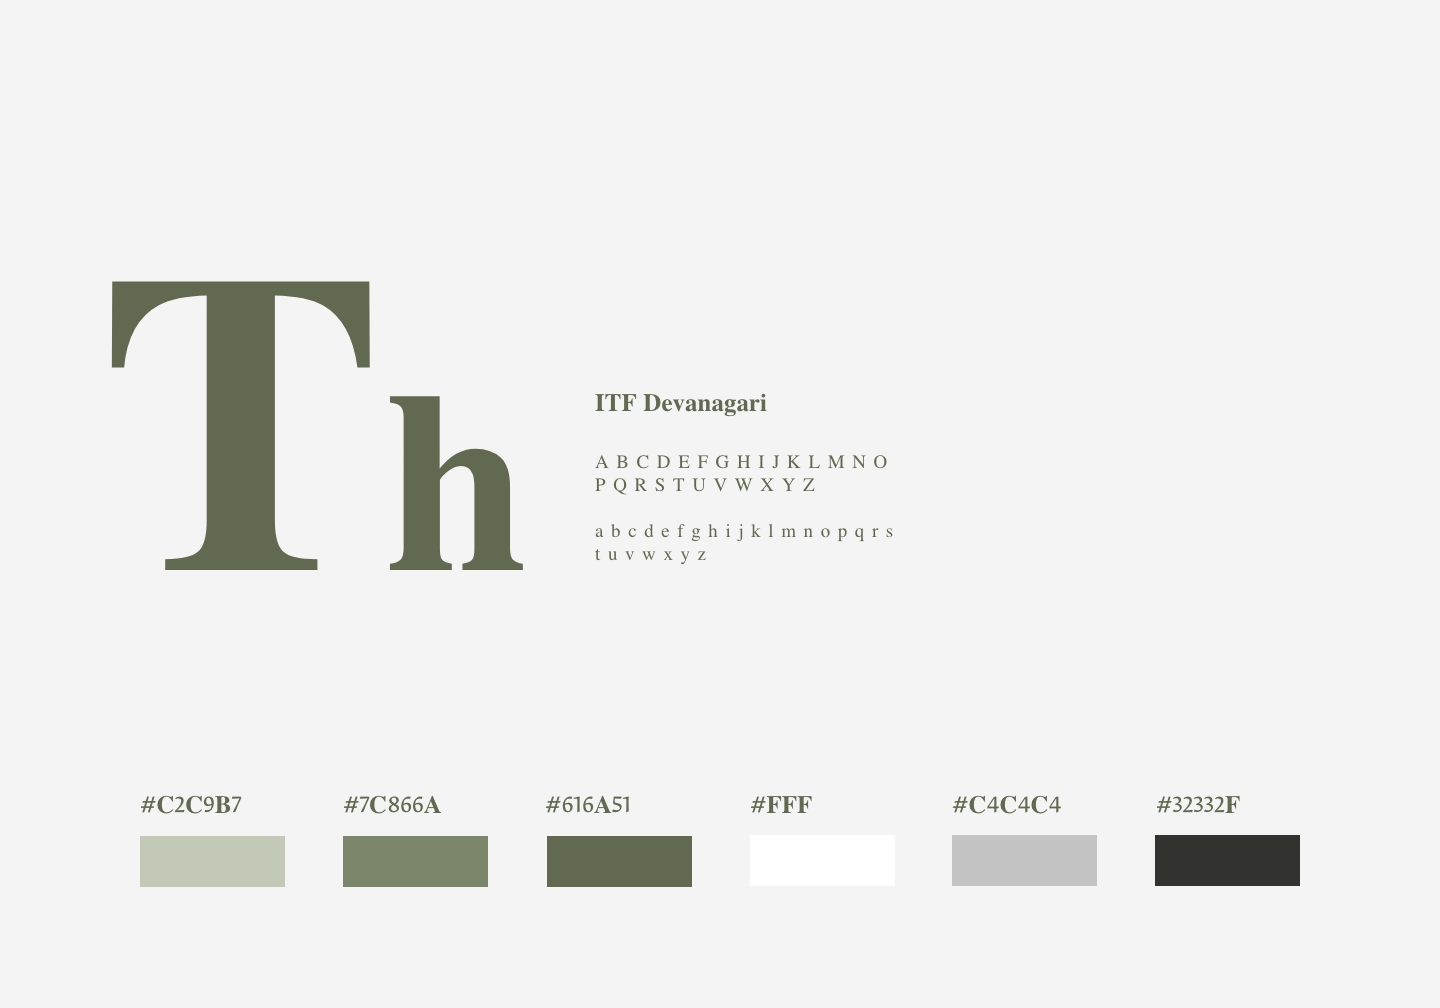 Th
ITF Devanagari
A B C D E F G H I J K L M N O
P Q R S T U V W X Y Z
a b c d e f g h i j k l m n o p q r s
t u v w x y z
#C2C9B7 #7C866A #616A51 #FFF #C4C4C4 #32332F